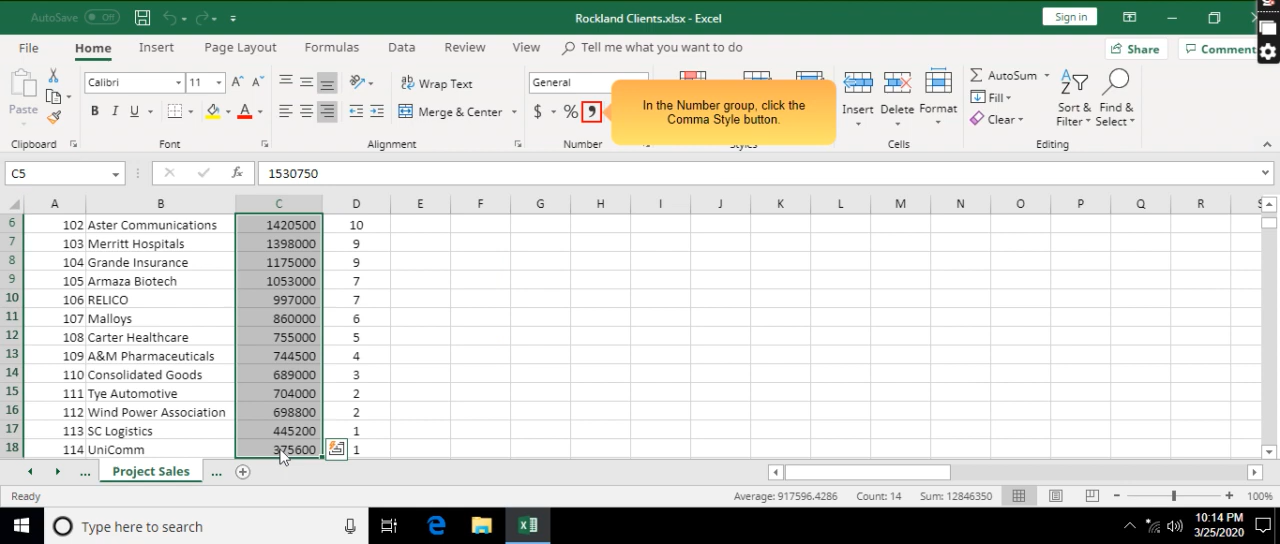 AutoSave Off Rockland Clients.xlsx - Excel Sign in
File Home Insert Page Layout Formulas Data Review View Tell me what you want to do Share Comment
Paste Calibri 11 A A Wrap Text General Insert Delete Format AutoSum Sort & Filter Find & Select
B I U A Merge & Center $ % , Fill
Clear
In the Number group, click the
Comma Style button.
Clipboard Font Alignment Number Styles Cells Editing
C5 fx 1530750
A B C D E F G H I J K L M N O P Q R S
6 102 Aster Communications 1420500 10
7 103 Merritt Hospitals 1398000 9
8 104 Grande Insurance 1175000 9
9 105 Armaza Biotech 1053000 7
10 106 RELICO 997000 7
11 107 Malloys 860000 6
12 108 Carter Healthcare 755000 5
13 109 A&M Pharmaceuticals 744500 4
14 110 Consolidated Goods 689000 3
15 111 Tye Automotive 704000 2
16 112 Wind Power Association 698800 2
17 113 SC Logistics 445200 1
18 114 UniComm 375600 1
... Project Sales ...
Ready Average: 917596.4286 Count: 14 Sum: 12846350 - + 100%
Type here to search 10:14 PM
3/25/2020